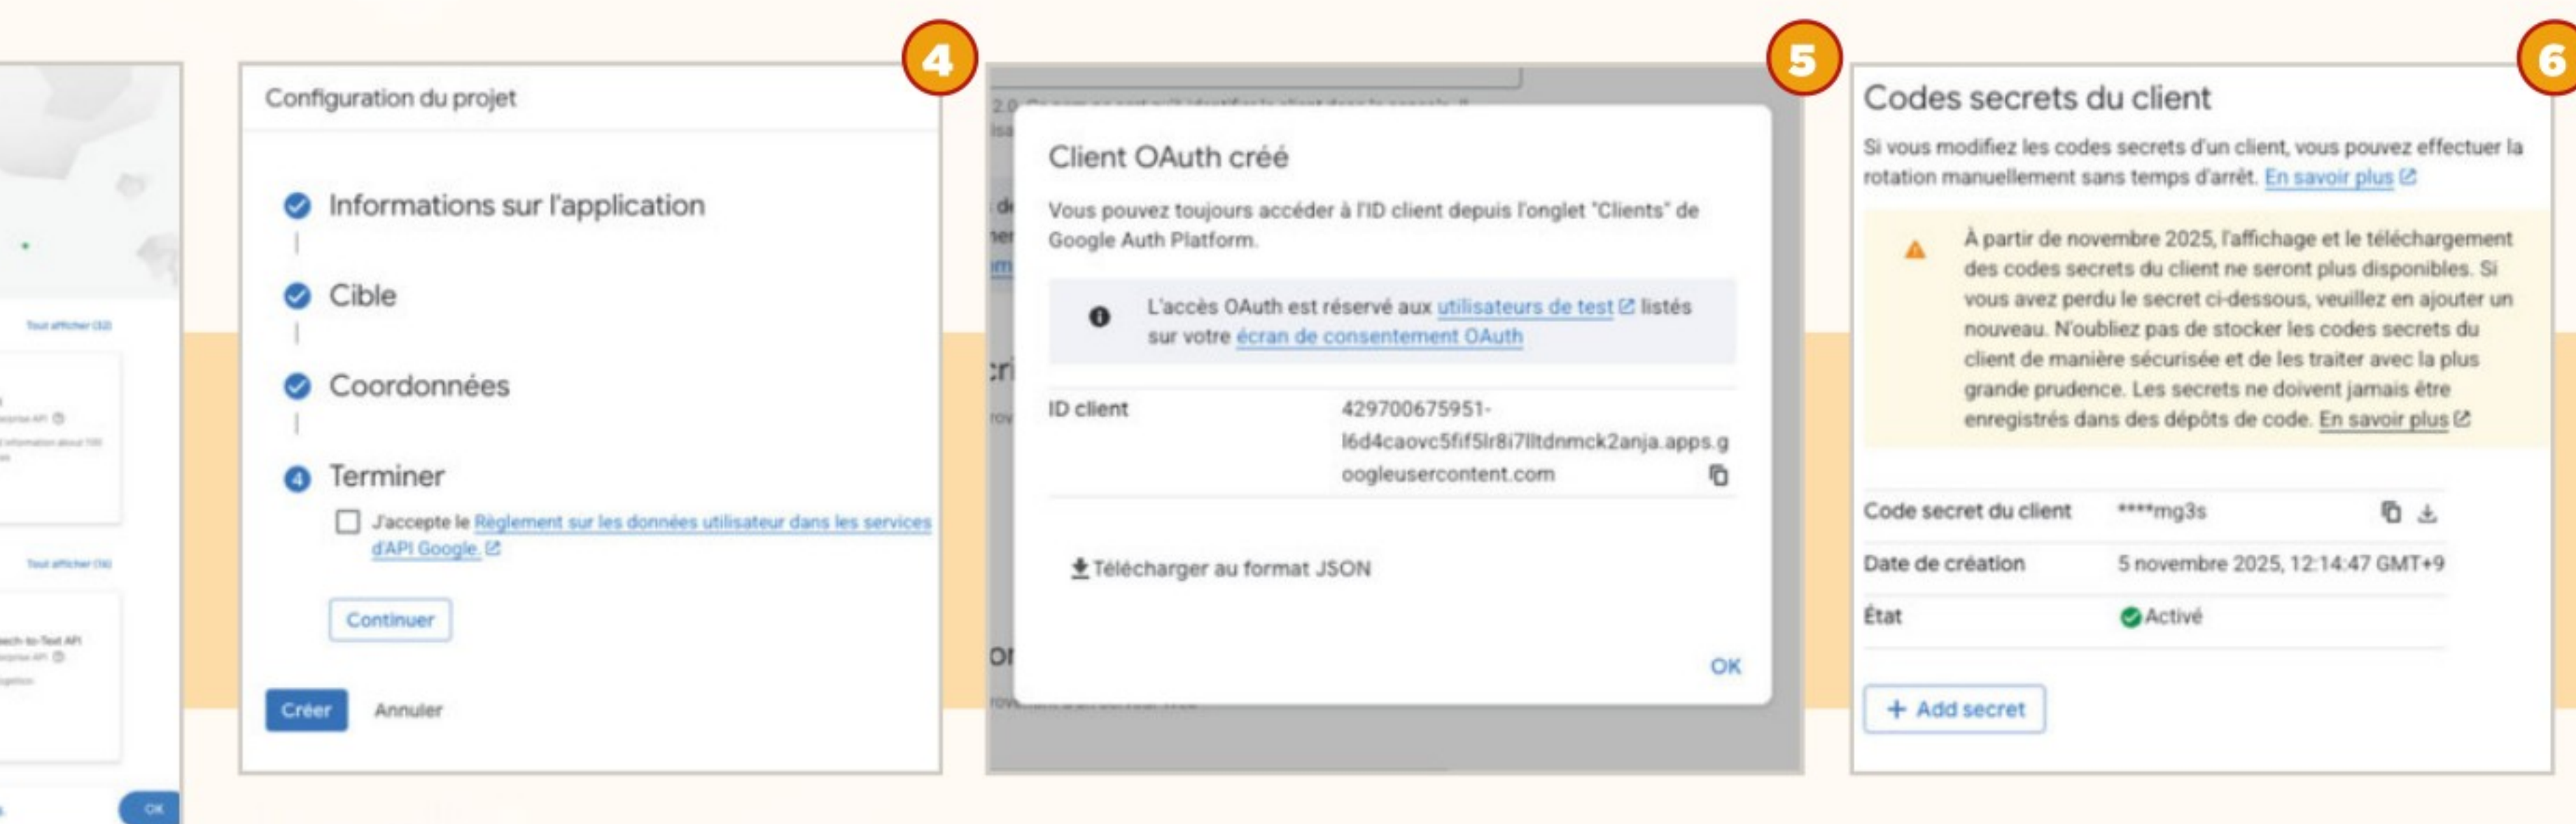 Tout afficher (32)
Tout afficher (16)
OK
4
Configuration du projet
Informations sur l'application
Cible
Coordonnées
4 Terminer
J'accepte le Règlement sur les données utilisateur dans les services
d'API Google.
Continuer
Créer Annuler
5
Client OAuth créé
Vous pouvez toujours accéder à l'ID client depuis l'onglet "Clients" de
Google Auth Platform.
L'accès OAuth est réservé aux utilisateurs de test listés
sur votre écran de consentement OAuth
ID client
429700675951-
l6d4caovc5fif5lr8i7lltdnmck2anja.apps.g
oogleusercontent.com
Télécharger au format JSON
OK
6
Codes secrets du client
Si vous modifiez les codes secrets d'un client, vous pouvez effectuer la
rotation manuellement sans temps d'arrêt. En savoir plus
À partir de novembre 2025, l'affichage et le téléchargement
des codes secrets du client ne seront plus disponibles. Si
vous avez perdu le secret ci-dessous, veuillez en ajouter un
nouveau. N'oubliez pas de stocker les codes secrets du
client de manière sécurisée et de les traiter avec la plus
grande prudence. Les secrets ne doivent jamais être
enregistrés dans des dépôts de code. En savoir plus
Code secret du client ****mg3s
Date de création 5 novembre 2025, 12:14:47 GMT+9
État Activé
+ Add secret